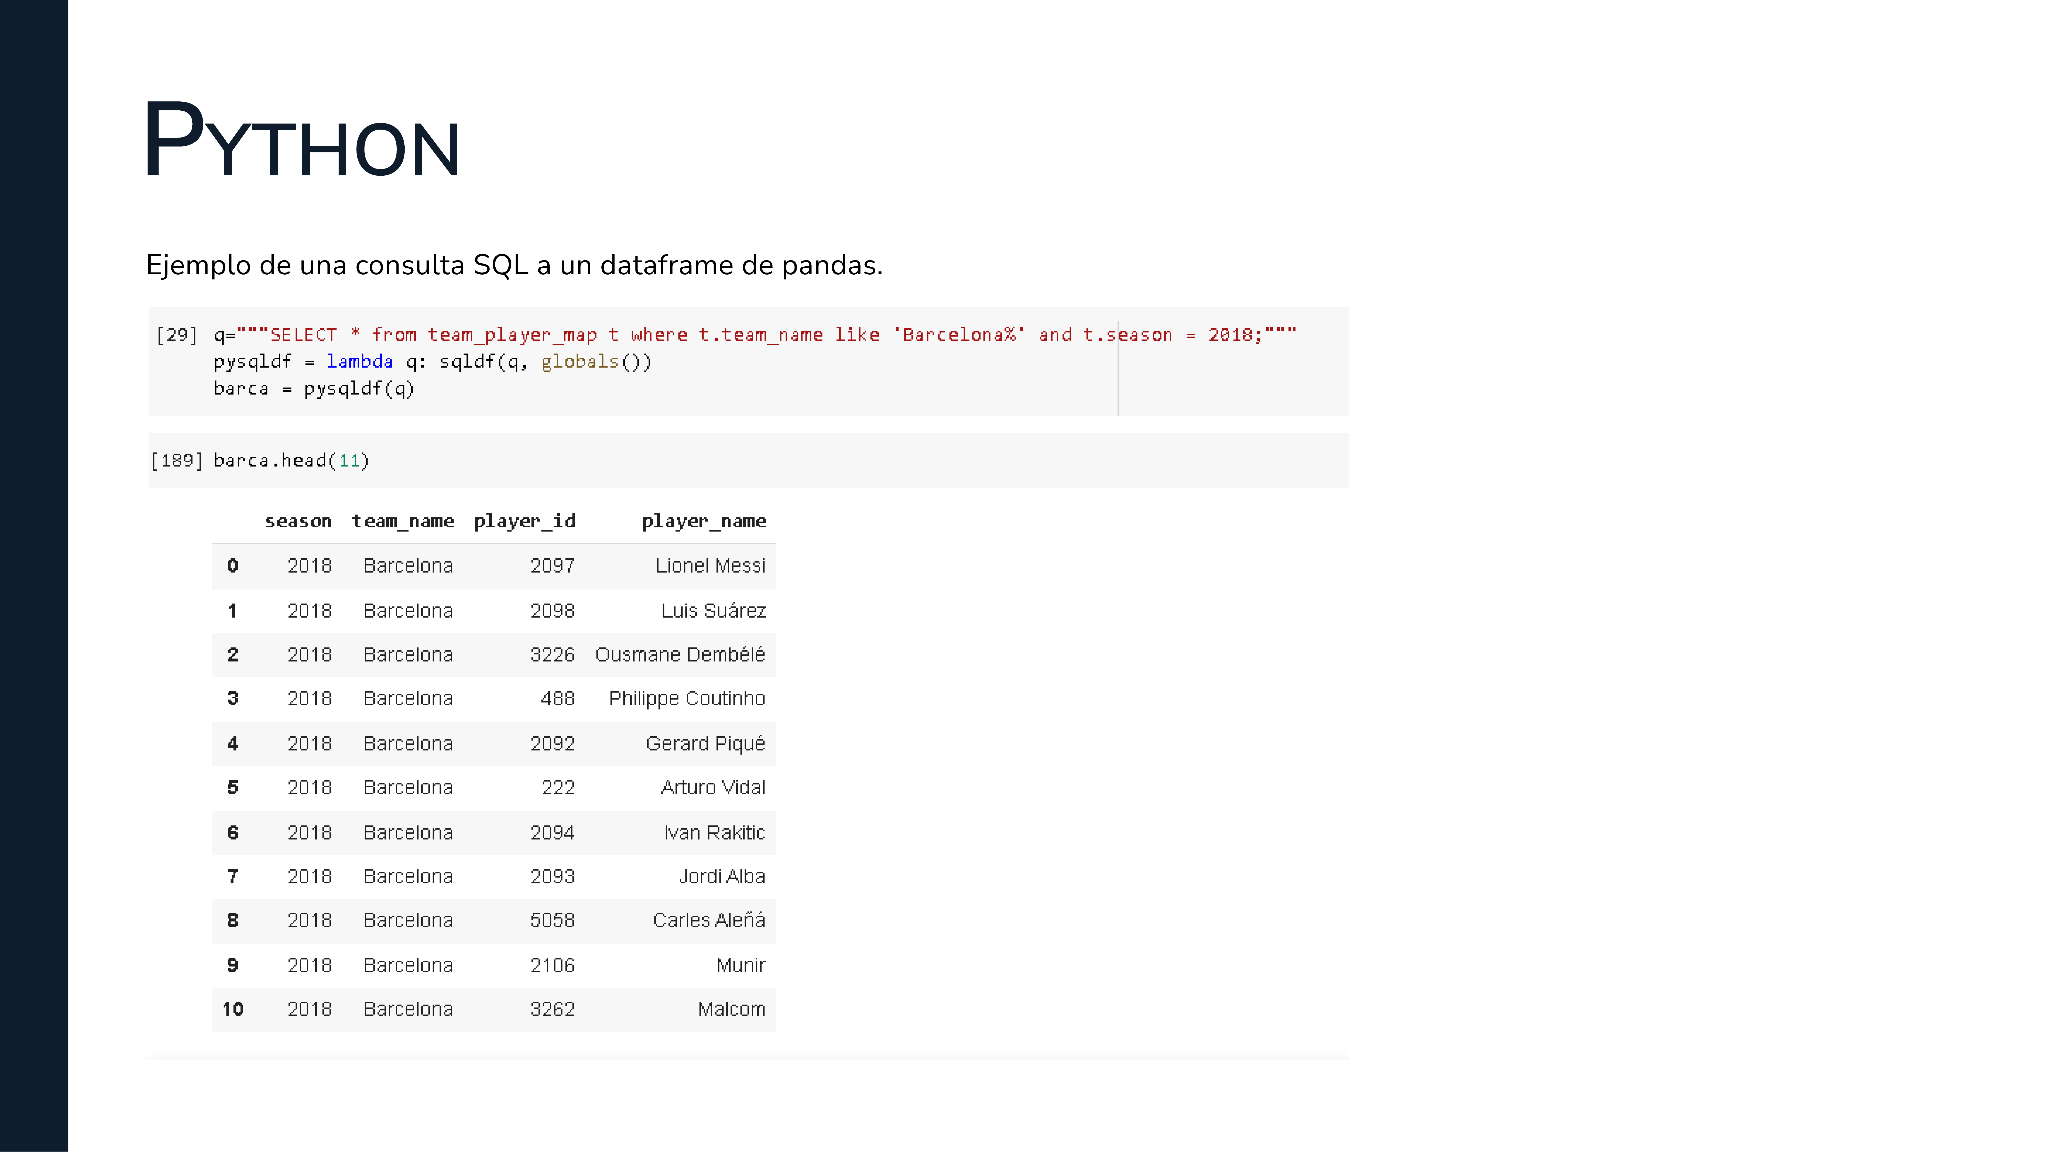 Python
Ejemplo de una consulta SQL a un dataframe de pandas.
[29] q="""SELECT * from team_player_map t where t.team_name like 'Barcelona%' and t.season = 2018;"""
pysqldf = lambda q: sqldf(q, globals())
barca = pysqldf(q)
[189] barca.head(11)
season team_name player_id player_name
0 2018 Barcelona 2097 Lionel Messi
1 2018 Barcelona 2098 Luis Suárez
2 2018 Barcelona 3226 Ousmane Dembélé
3 2018 Barcelona 488 Philippe Coutinho
4 2018 Barcelona 2092 Gerard Piqué
5 2018 Barcelona 222 Arturo Vidal
6 2018 Barcelona 2094 Ivan Rakitic
7 2018 Barcelona 2093 Jordi Alba
8 2018 Barcelona 5058 Carles Aleñá
9 2018 Barcelona 2106 Munir
10 2018 Barcelona 3262 Malcom